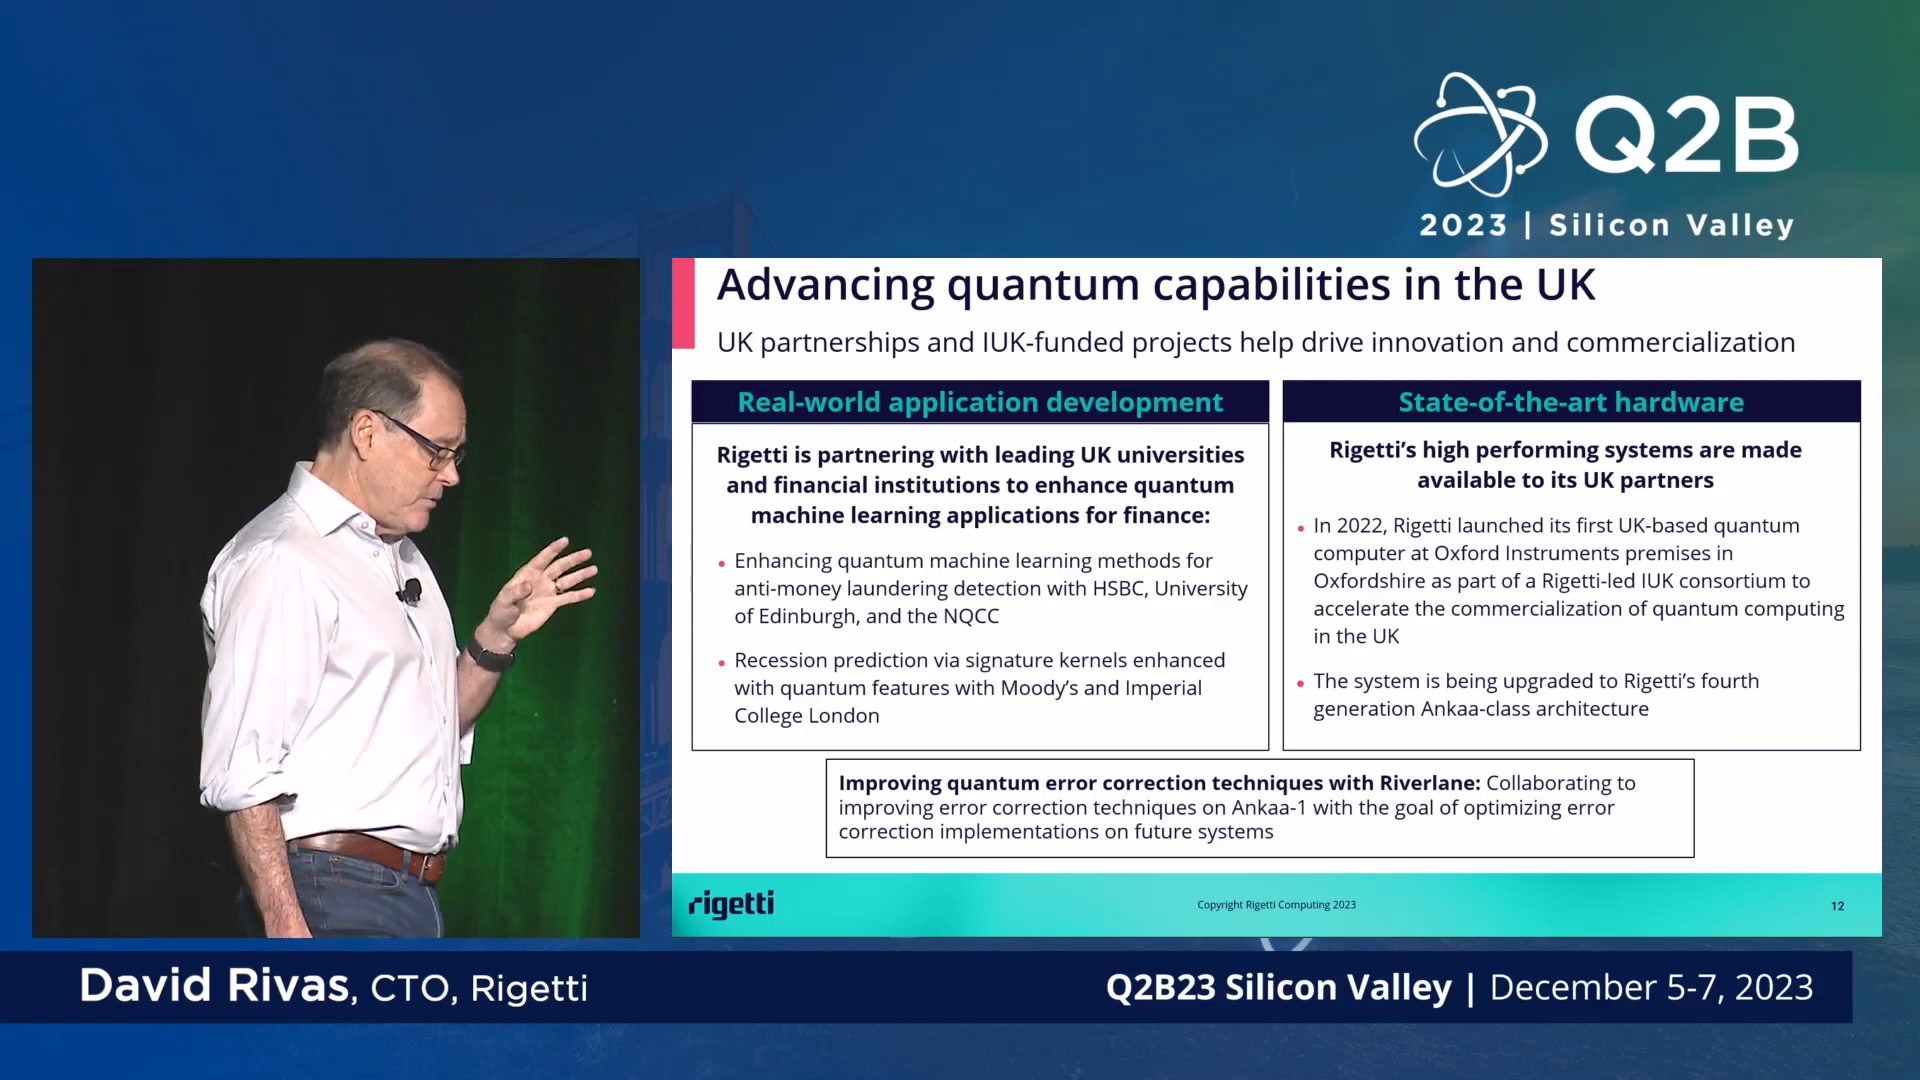 Q2B
2023 | Silicon Valley
Advancing quantum capabilities in the UK
UK partnerships and IUK-funded projects help drive innovation and commercialization
Real-world application development
Rigetti is partnering with leading UK universities
and financial institutions to enhance quantum
machine learning applications for finance:
• Enhancing quantum machine learning methods for
anti-money laundering detection with HSBC, University
of Edinburgh, and the NQCC
• Recession prediction via signature kernels enhanced
with quantum features with Moody’s and Imperial
College London
State-of-the-art hardware
Rigetti’s high performing systems are made
available to its UK partners
• In 2022, Rigetti launched its first UK-based quantum
computer at Oxford Instruments premises in
Oxfordshire as part of a Rigetti-led IUK consortium to
accelerate the commercialization of quantum computing
in the UK
• The system is being upgraded to Rigetti’s fourth
generation Ankaa-class architecture
Improving quantum error correction techniques with Riverlane: Collaborating to
improving error correction techniques on Ankaa-1 with the goal of optimizing error
correction implementations on future systems
rigetti
Copyright Rigetti Computing 2023
12
David Rivas, CTO, Rigetti
Q2B23 Silicon Valley | December 5-7, 2023